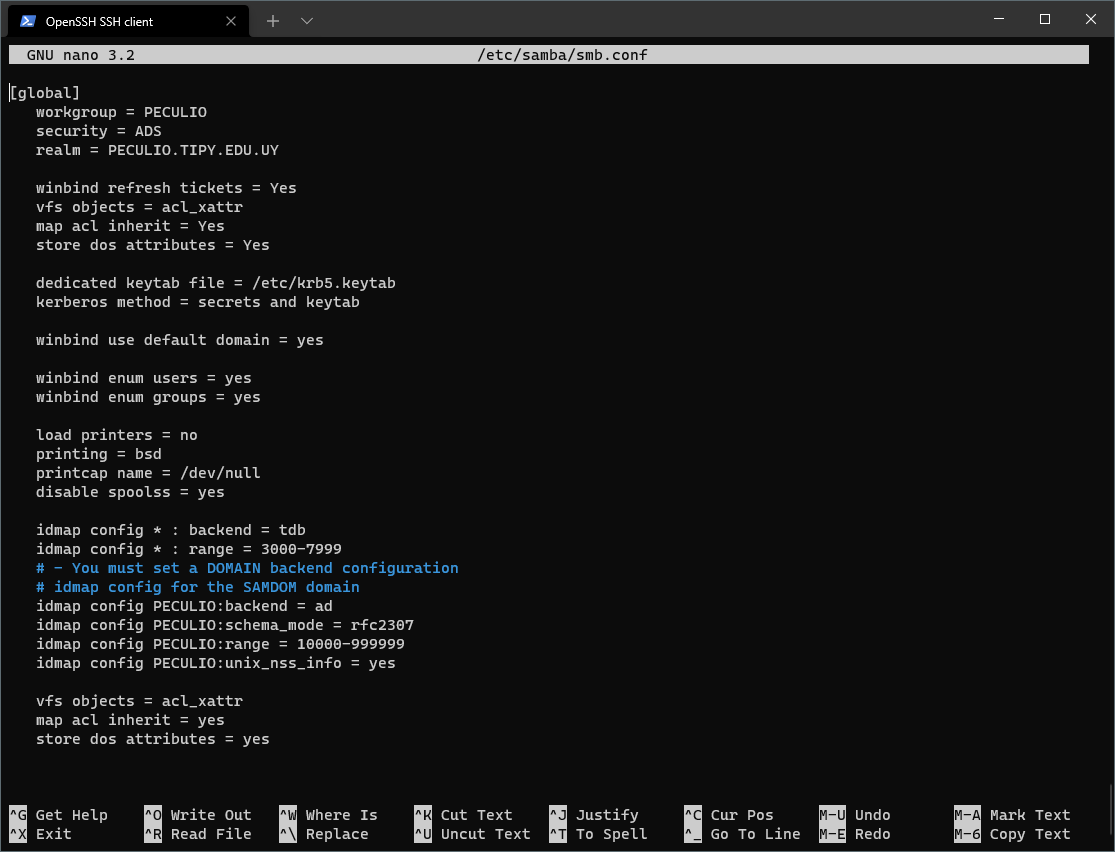 OpenSSH SSH client
GNU nano 3.2 /etc/samba/smb.conf
[global]
workgroup = PECULIO
security = ADS
realm = PECULIO.TIPY.EDU.UY
winbind refresh tickets = Yes
vfs objects = acl_xattr
map acl inherit = Yes
store dos attributes = Yes
dedicated keytab file = /etc/krb5.keytab
kerberos method = secrets and keytab
winbind use default domain = yes
winbind enum users = yes
winbind enum groups = yes
load printers = no
printing = bsd
printcap name = /dev/null
disable spoolss = yes
idmap config * : backend = tdb
idmap config * : range = 3000-7999
# - You must set a DOMAIN backend configuration
# idmap config for the SAMDOM domain
idmap config PECULIO:backend = ad
idmap config PECULIO:schema_mode = rfc2307
idmap config PECULIO:range = 10000-999999
idmap config PECULIO:unix_nss_info = yes
vfs objects = acl_xattr
map acl inherit = yes
store dos attributes = yes
^G Get Help ^O Write Out ^W Where Is ^K Cut Text ^J Justify ^C Cur Pos M-U Undo M-A Mark Text
^X Exit ^R Read File ^\ Replace ^U Uncut Text ^T To Spell ^_ Go To Line M-E Redo M-6 Copy Text